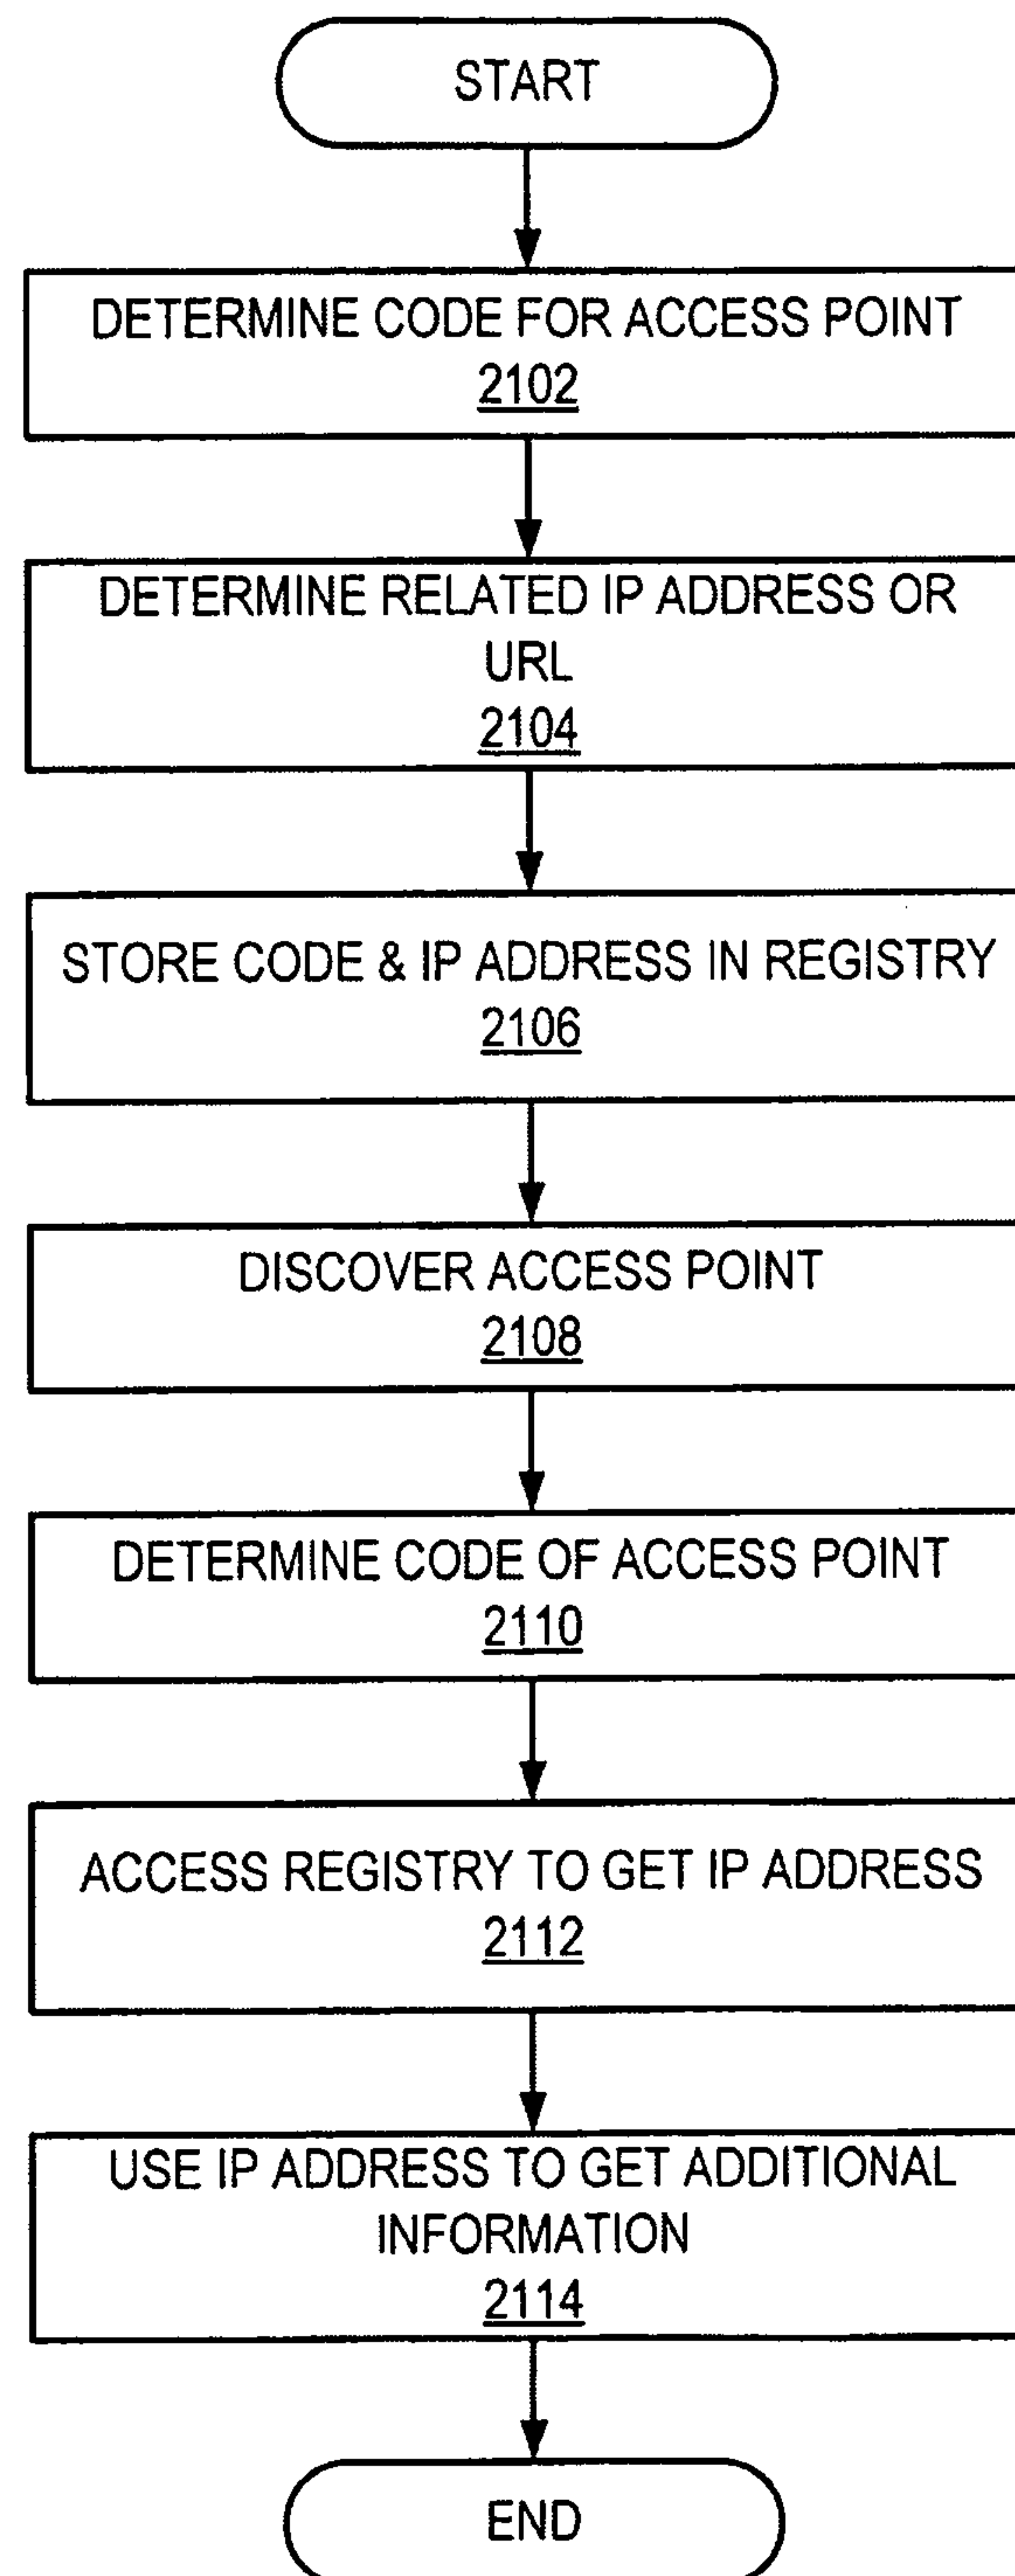 START
DETERMINE CODE FOR ACCESS POINT
2102
DETERMINE RELATED IP ADDRESS OR
URL
2104
STORE CODE & IP ADDRESS IN REGISTRY
2106
DISCOVER ACCESS POINT
2108
DETERMINE CODE OF ACCESS POINT
2110
ACCESS REGISTRY TO GET IP ADDRESS
2112
USE IP ADDRESS TO GET ADDITIONAL
INFORMATION
2114
END